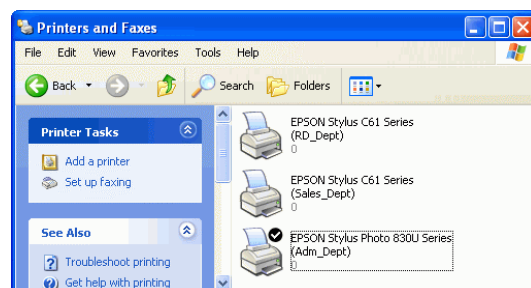 Printers and Faxes
File Edit View Favorites Tools Help
Back Search Folders
Printer Tasks
Add a printer
Set up faxing
See Also
Troubleshoot printing
Get help with printing
EPSON Stylus C61 Series
(RD_Dept)
0
EPSON Stylus C61 Series
(Sales_Dept)
0
EPSON Stylus Photo 830U Series
(Adm_Dept)
0